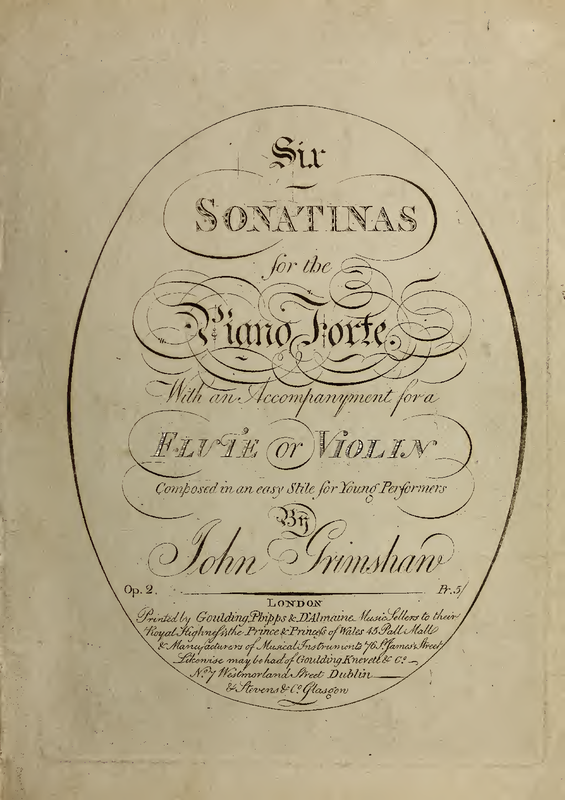 Six
SONATINAS
for the
Piano Forte.
With an Accompanyment for a
FLUTE or VIOLIN
Composed in an easy Stile for Young Performers
By
John Grimshaw
Op. 2. Pr. 5/
LONDON
Printed by Goulding, Phipps & D'Almaine Music Sellers to their
Royal Highneſs the Prince & Princeſs of Wales 45 Pall Mall
& Manufacturers of Musical Instruments 76 St. James's Street
Likewise may be had of Goulding Knevett & Co.
No. 7 Westmorland Street Dublin
& Stevens & Co. Glasgow